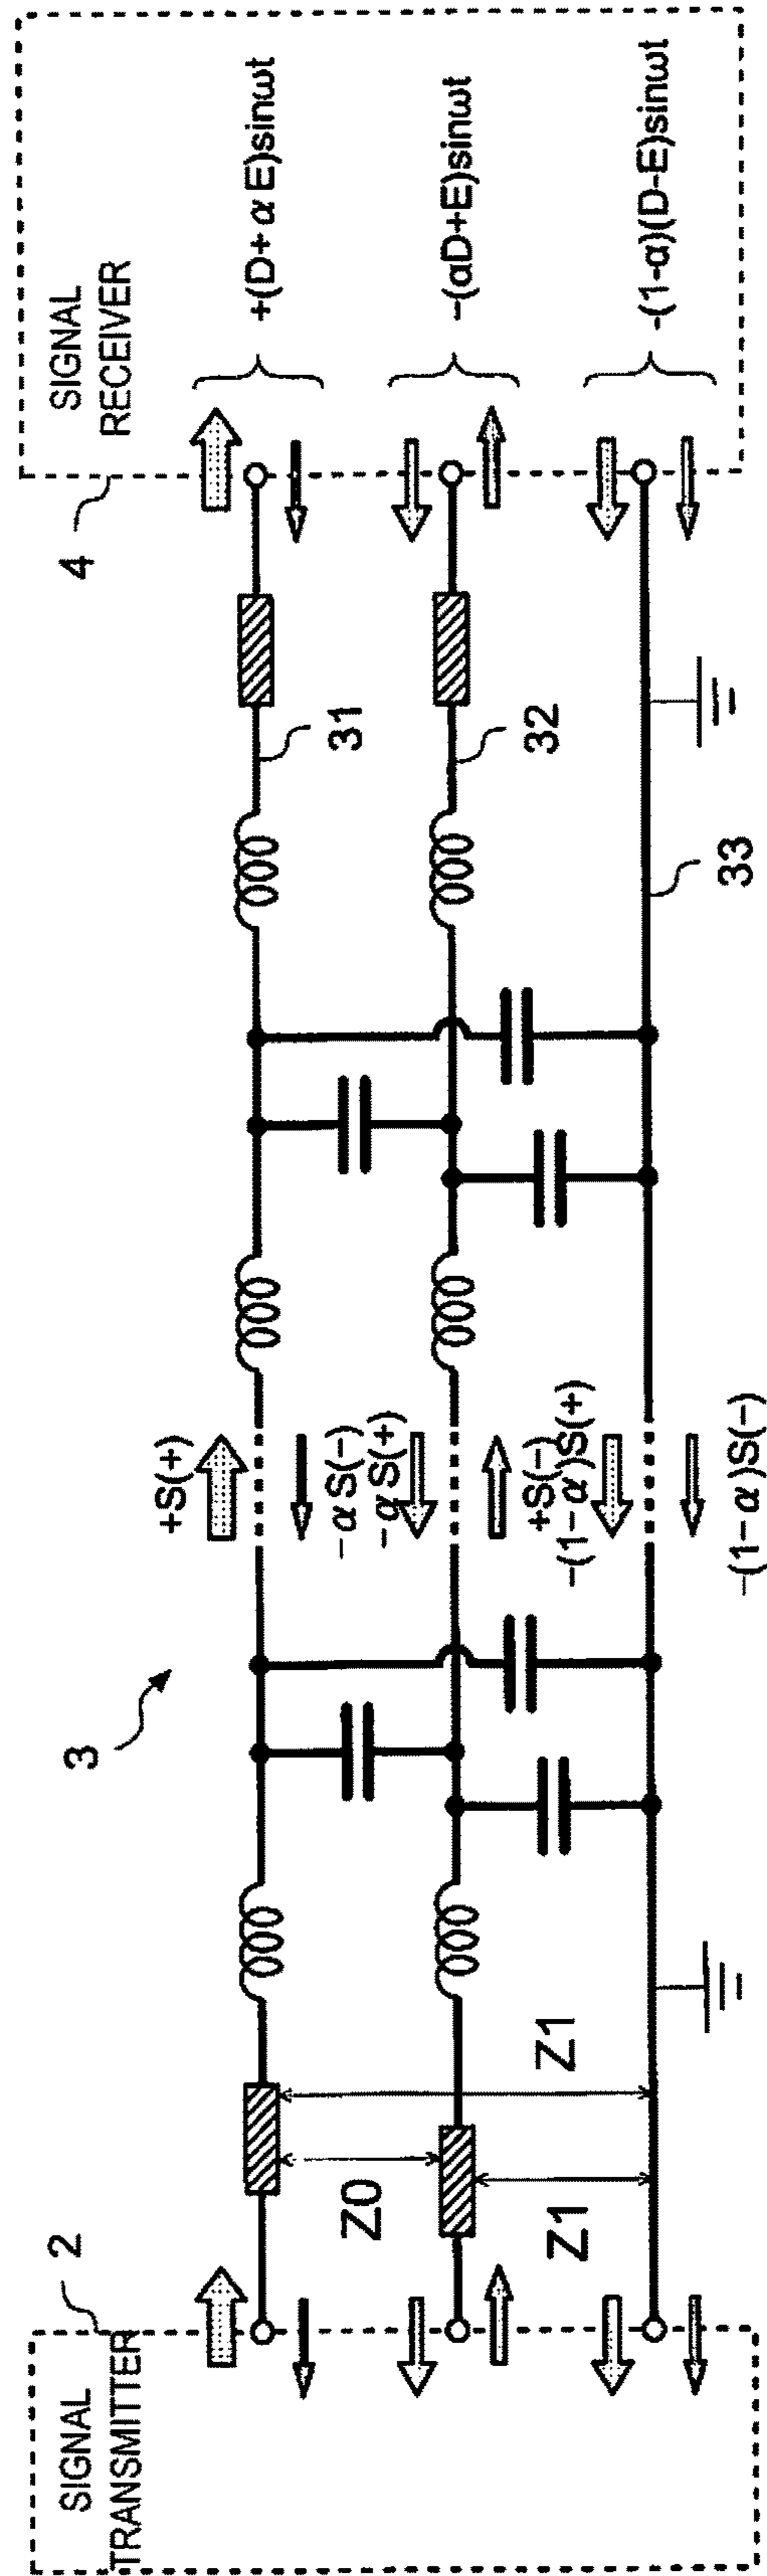 SIGNAL
TRANSMITTER
2
Z0
Z1
Z1
3
+S(+)
−αS(−)
−αS(+)
+S(−)
−(1−α)S(+)
−(1−α)S(−)
31
32
33
4
SIGNAL
RECEIVER
+(D+αE)sinωt
−(αD+E)sinωt
-(1-α)(D-E)sinωt